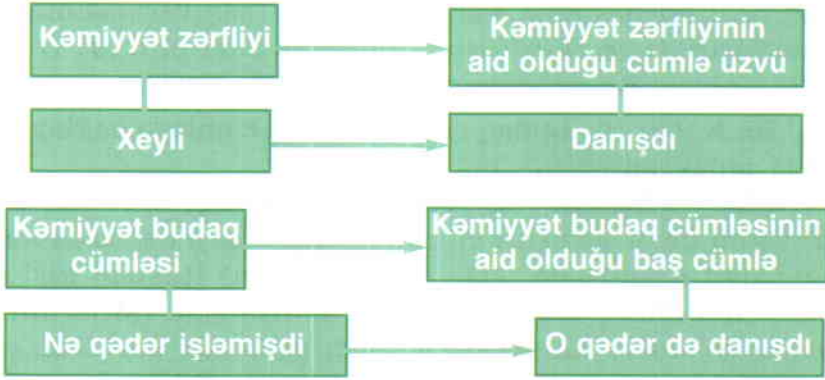 Kəmiyyət zərfliyi
Kəmiyyət zərfliyinin
aid olduğu cümlə üzvü
Xeyli
Danışdı
Kəmiyyət budaq
cümləsi
Kəmiyyət budaq cümləsinin
aid olduğu baş cümlə
Nə qədər işləmişdi
O qədər də danışdı